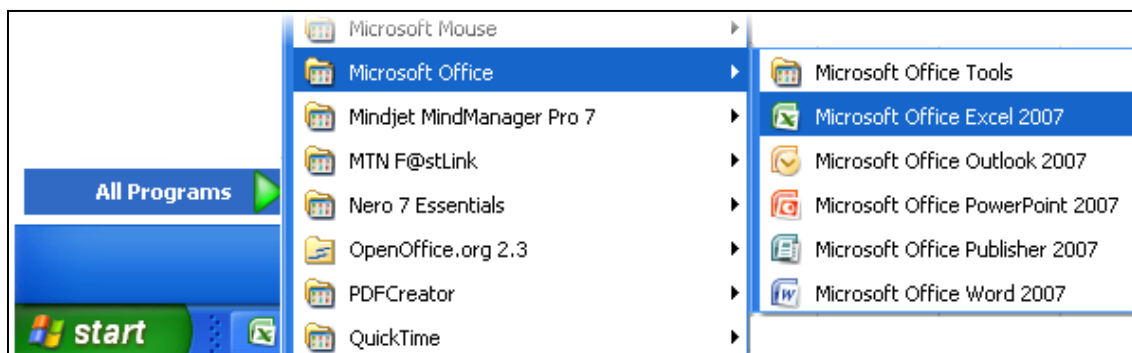 Microsoft Mouse
Microsoft Office
Mindjet MindManager Pro 7
MTN F@stLink
Nero 7 Essentials
OpenOffice.org 2.3
PDFCreator
QuickTime
Microsoft Office Tools
Microsoft Office Excel 2007
Microsoft Office Outlook 2007
Microsoft Office PowerPoint 2007
Microsoft Office Publisher 2007
Microsoft Office Word 2007
All Programs
start